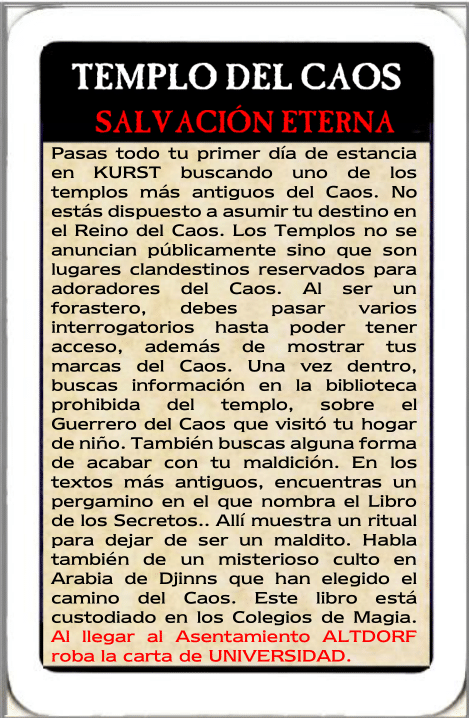 TEMPLO DEL CAOS
SALVACIÓN ETERNA
Pasas todo tu primer día de estancia
en KURST buscando uno de los
templos más antiguos del Caos. No
estás dispuesto a asumir tu destino en
el Reino del Caos. Los Templos no se
anuncian públicamente sino que son
lugares clandestinos reservados para
adoradores del Caos. Al ser un
forastero, debes pasar varios
interrogatorios hasta poder tener
acceso, además de mostrar tus
marcas del Caos. Una vez dentro,
buscas información en la biblioteca
prohibida del templo, sobre el
Guerrero del Caos que visitó tu hogar
de niño. También buscas alguna forma
de acabar con tu maldición. En los
textos más antiguos, encuentras un
pergamino en el que nombra el Libro
de los Secretos.. Allí muestra un ritual
para dejar de ser un maldito. Habla
también de un misterioso culto en
Arabia de Djinns que han elegido el
camino del Caos. Este libro está
custodiado en los Colegios de Magia.
Al llegar al Asentamiento ALTDORF
roba la carta de UNIVERSIDAD.